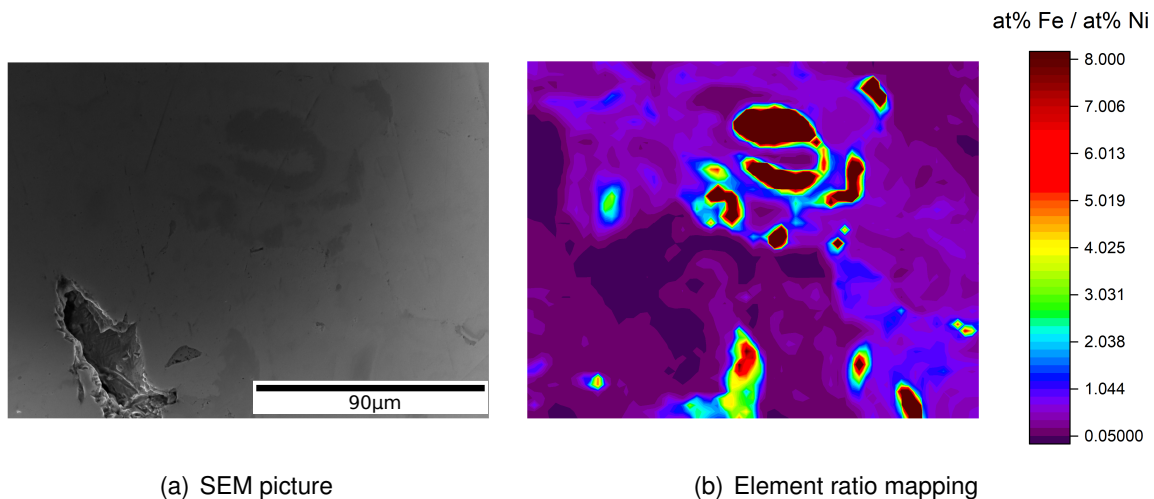 at% Fe / at% Ni
8.000
7.006
6.013
5.019
4.025
3.031
2.038
1.044
0.05000
90µm
(a) SEM picture
(b) Element ratio mapping